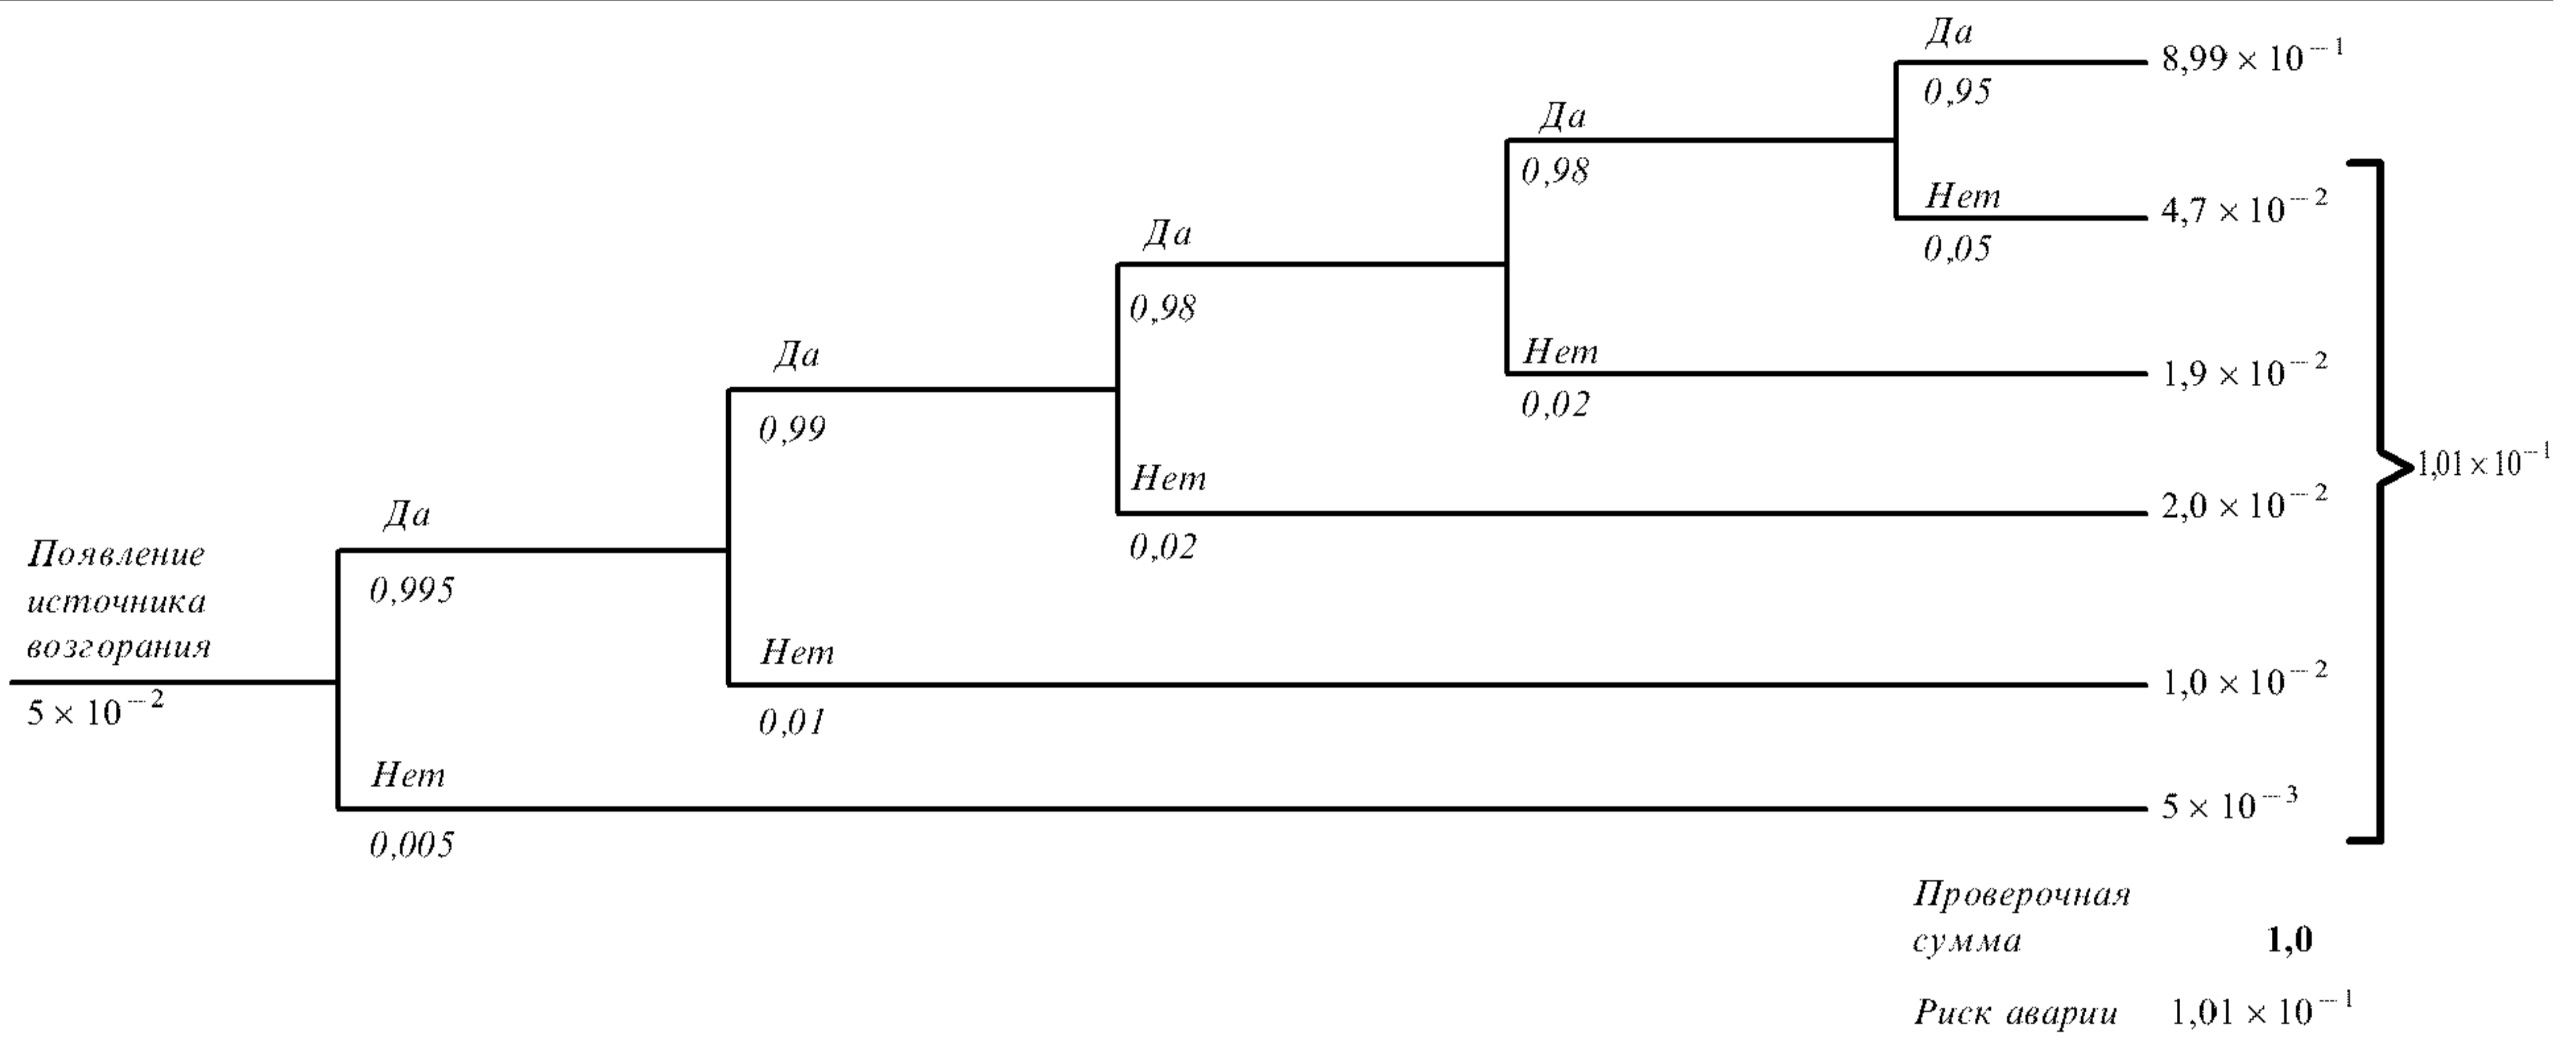 Да
8,99 × 10⁻¹
0,95
Да
0,98
Нет
4,7 × 10⁻²
0,05
Да
0,98
Нет
1,9 × 10⁻²
0,02
Да
0,99
1,01 × 10⁻¹
Нет
2,0 × 10⁻²
0,02
Да
0,995
Появление
источника
возгорания
5 × 10⁻²
Нет
1,0 × 10⁻²
0,01
Нет
5 × 10⁻³
0,005
Проверочная
сумма 1,0
Риск аварии 1,01 × 10⁻¹